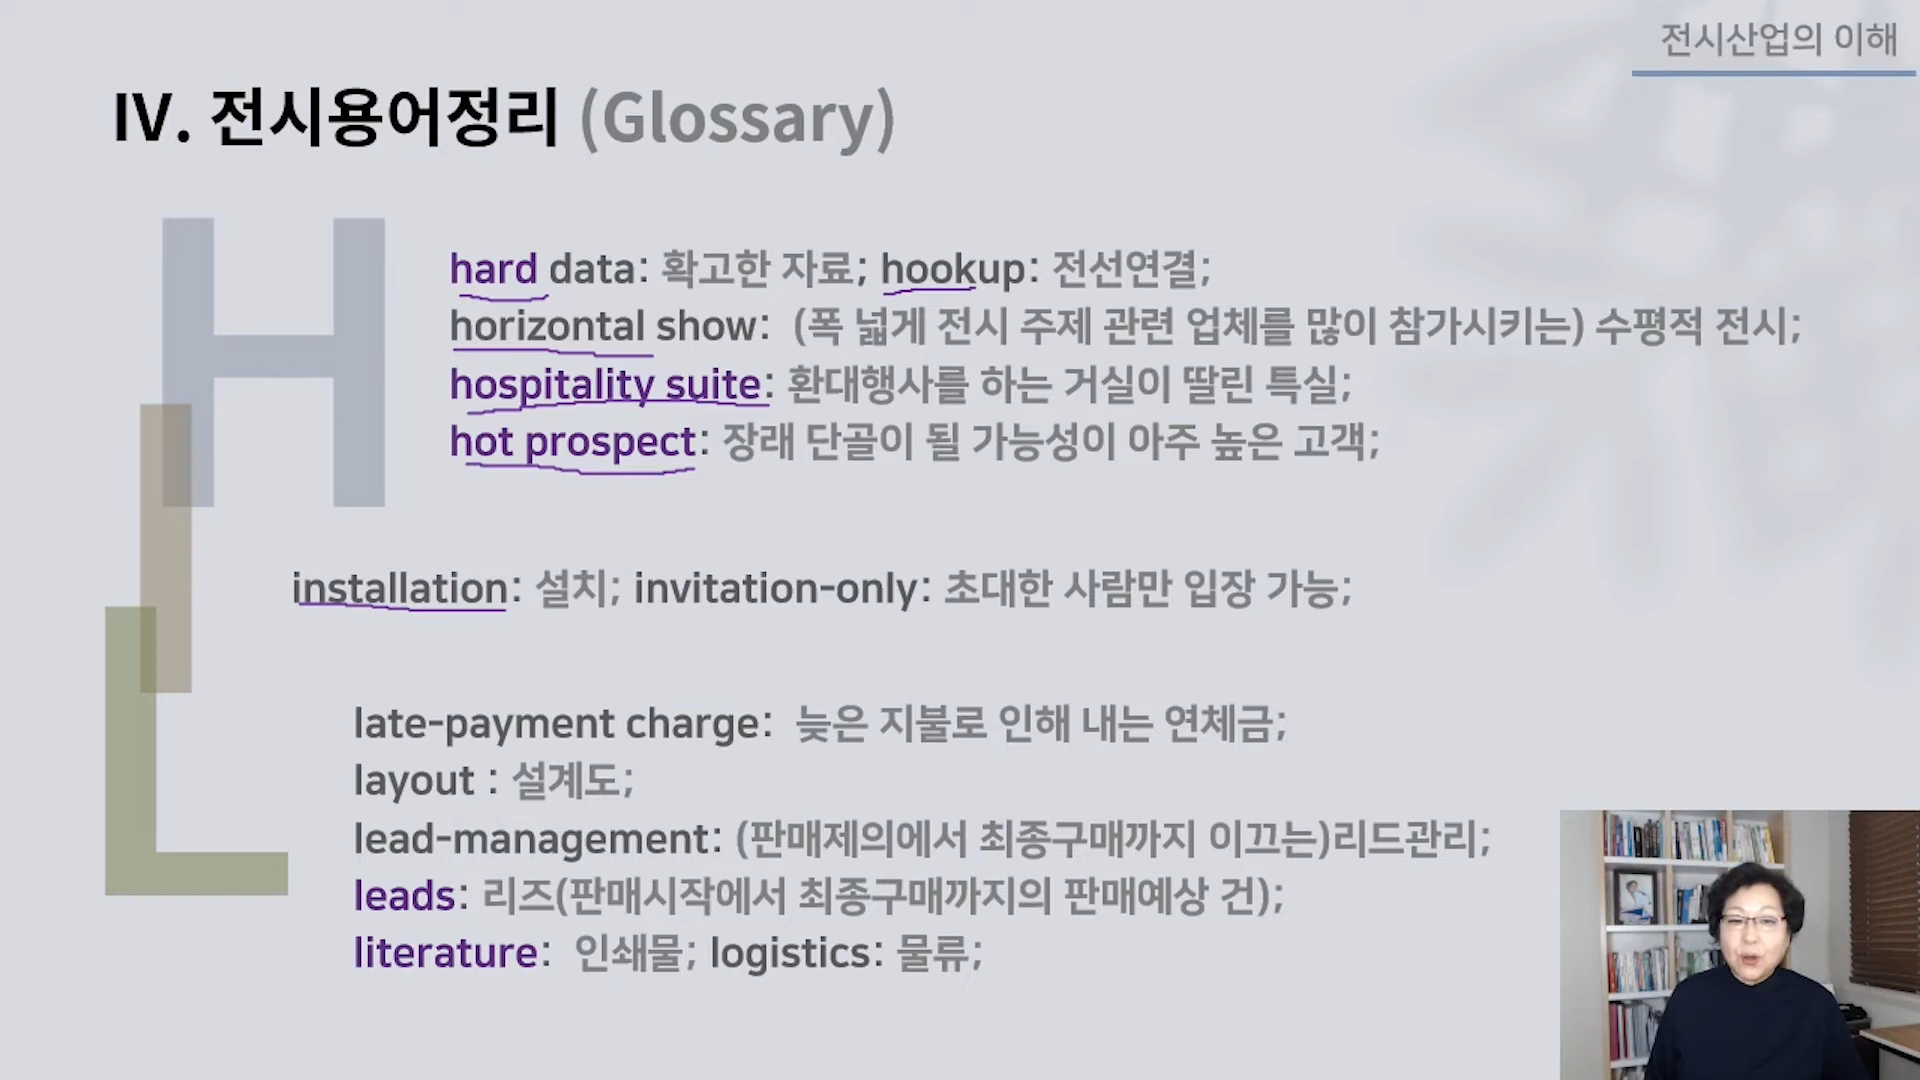 전시산업의 이해
IV. 전시용어정리 (Glossary)
H
hard data: 확고한 자료; hookup: 전선연결;
horizontal show: (폭 넓게 전시 주제 관련 업체를 많이 참가시키는) 수평적 전시;
hospitality suite: 환대행사를 하는 거실이 딸린 특실;
hot prospect: 장래 단골이 될 가능성이 아주 높은 고객;
I
installation: 설치; invitation-only: 초대한 사람만 입장 가능;
L
late-payment charge: 늦은 지불로 인해 내는 연체금;
layout : 설계도;
lead-management: (판매제의에서 최종구매까지 이끄는)리드관리;
leads: 리즈(판매시작에서 최종구매까지의 판매예상 건);
literature: 인쇄물; logistics: 물류;